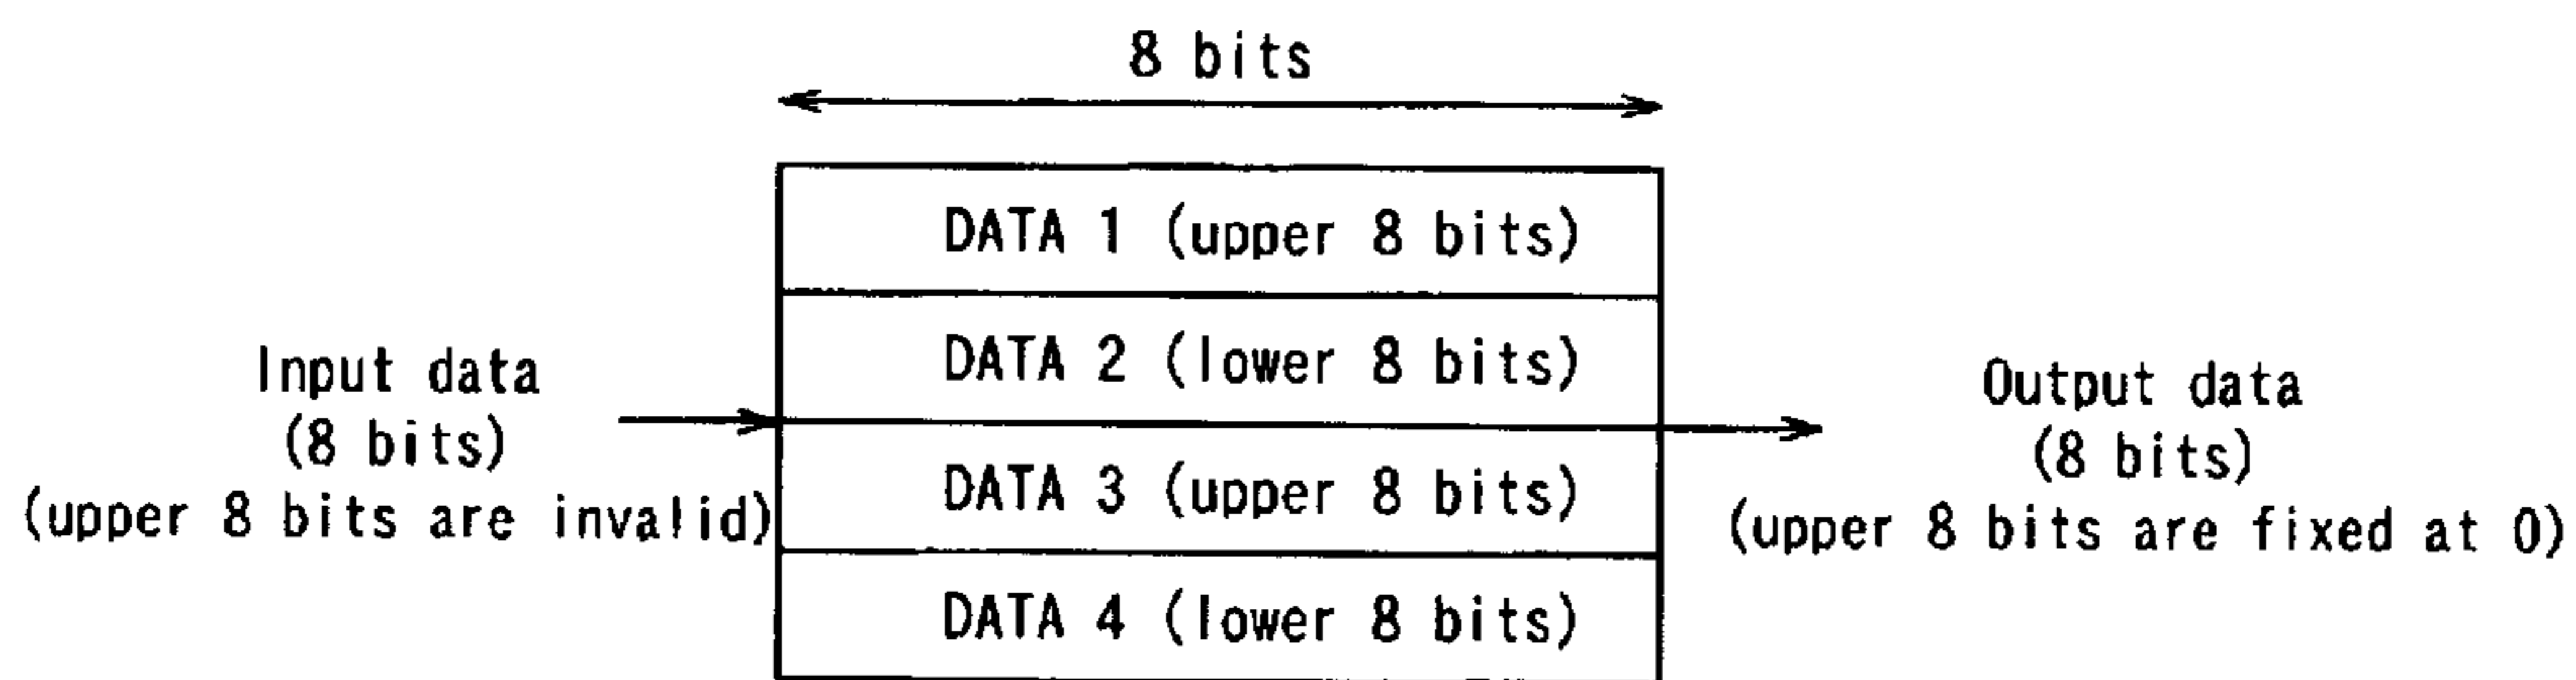 8 bits
DATA 1 (upper 8 bits)
DATA 2 (lower 8 bits)
DATA 3 (upper 8 bits)
DATA 4 (lower 8 bits)
Input data
(8 bits)
(upper 8 bits are invalid)
Output data
(8 bits)
(upper 8 bits are fixed at 0)